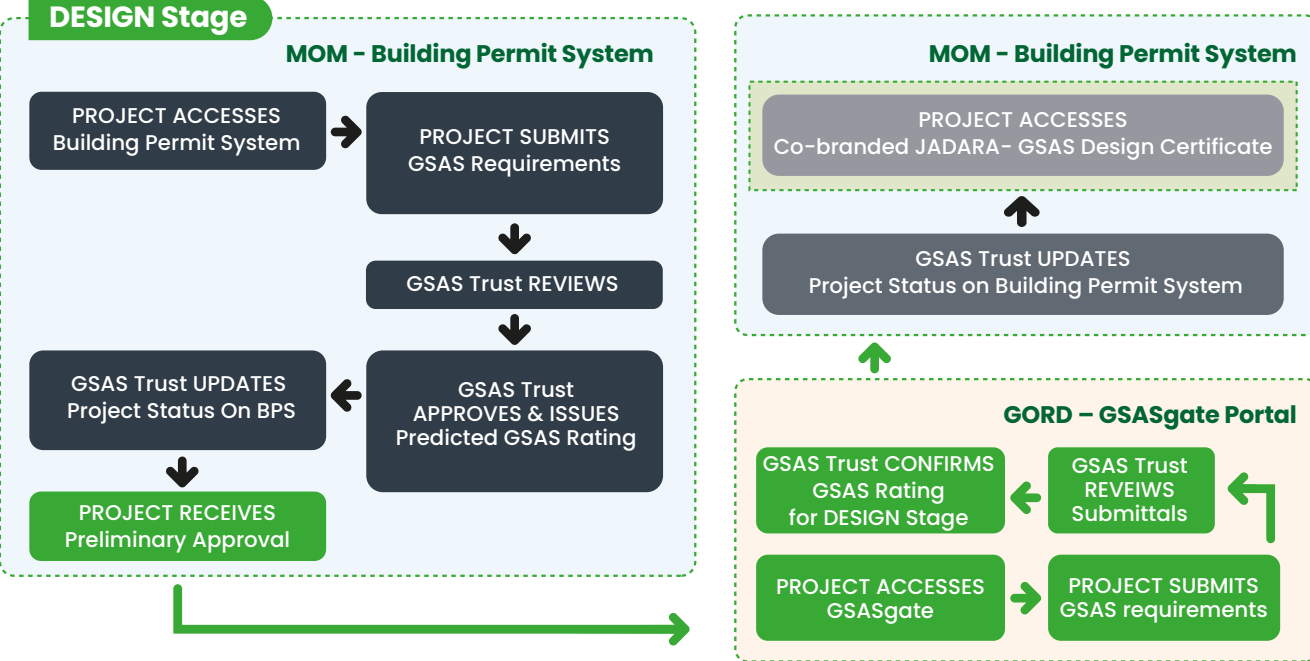 DESIGN Stage
MOM - Building Permit System
PROJECT ACCESSES
Building Permit System
PROJECT SUBMITS
GSAS Requirements
GSAS Trust REVIEWS
GSAS Trust
APPROVES & ISSUES
Predicted GSAS Rating
GSAS Trust UPDATES
Project Status On BPS
PROJECT RECEIVES
Preliminary Approval
MOM - Building Permit System
PROJECT ACCESSES
Co-branded JADARA- GSAS Design Certificate
GSAS Trust UPDATES
Project Status on Building Permit System
GORD – GSASgate Portal
GSAS Trust CONFIRMS
GSAS Rating
for DESIGN Stage
GSAS Trust
REVEIWS
Submittals
PROJECT ACCESSES
GSASgate
PROJECT SUBMITS
GSAS requirements